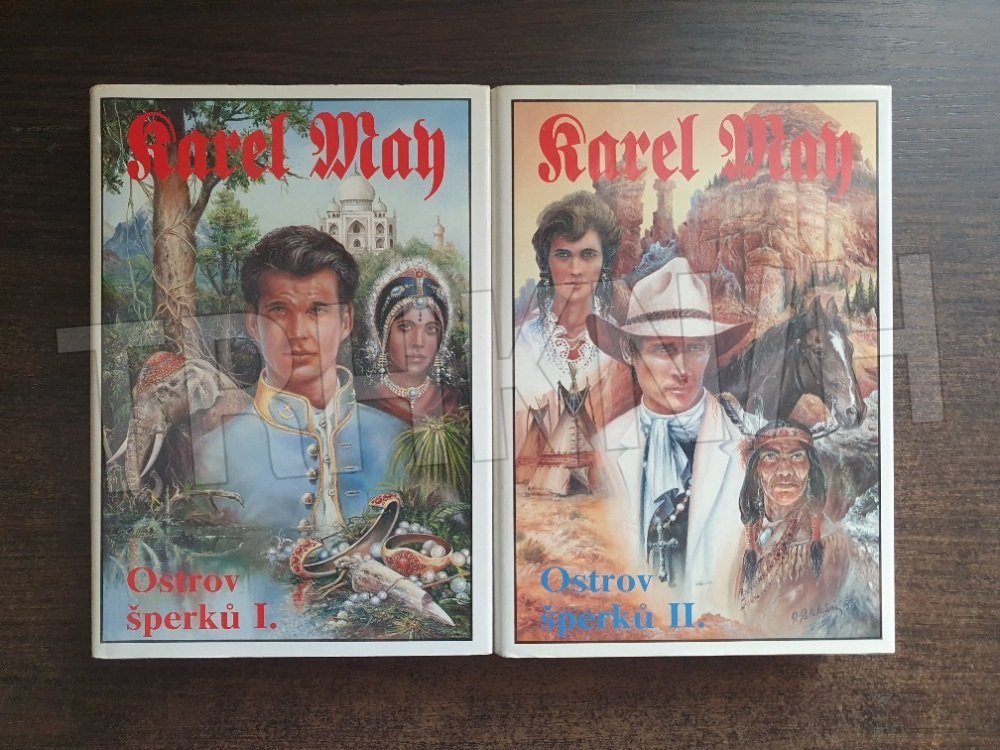 Karel May
Ostrov
šperků I.
Karel May
Ostrov
šperků II.